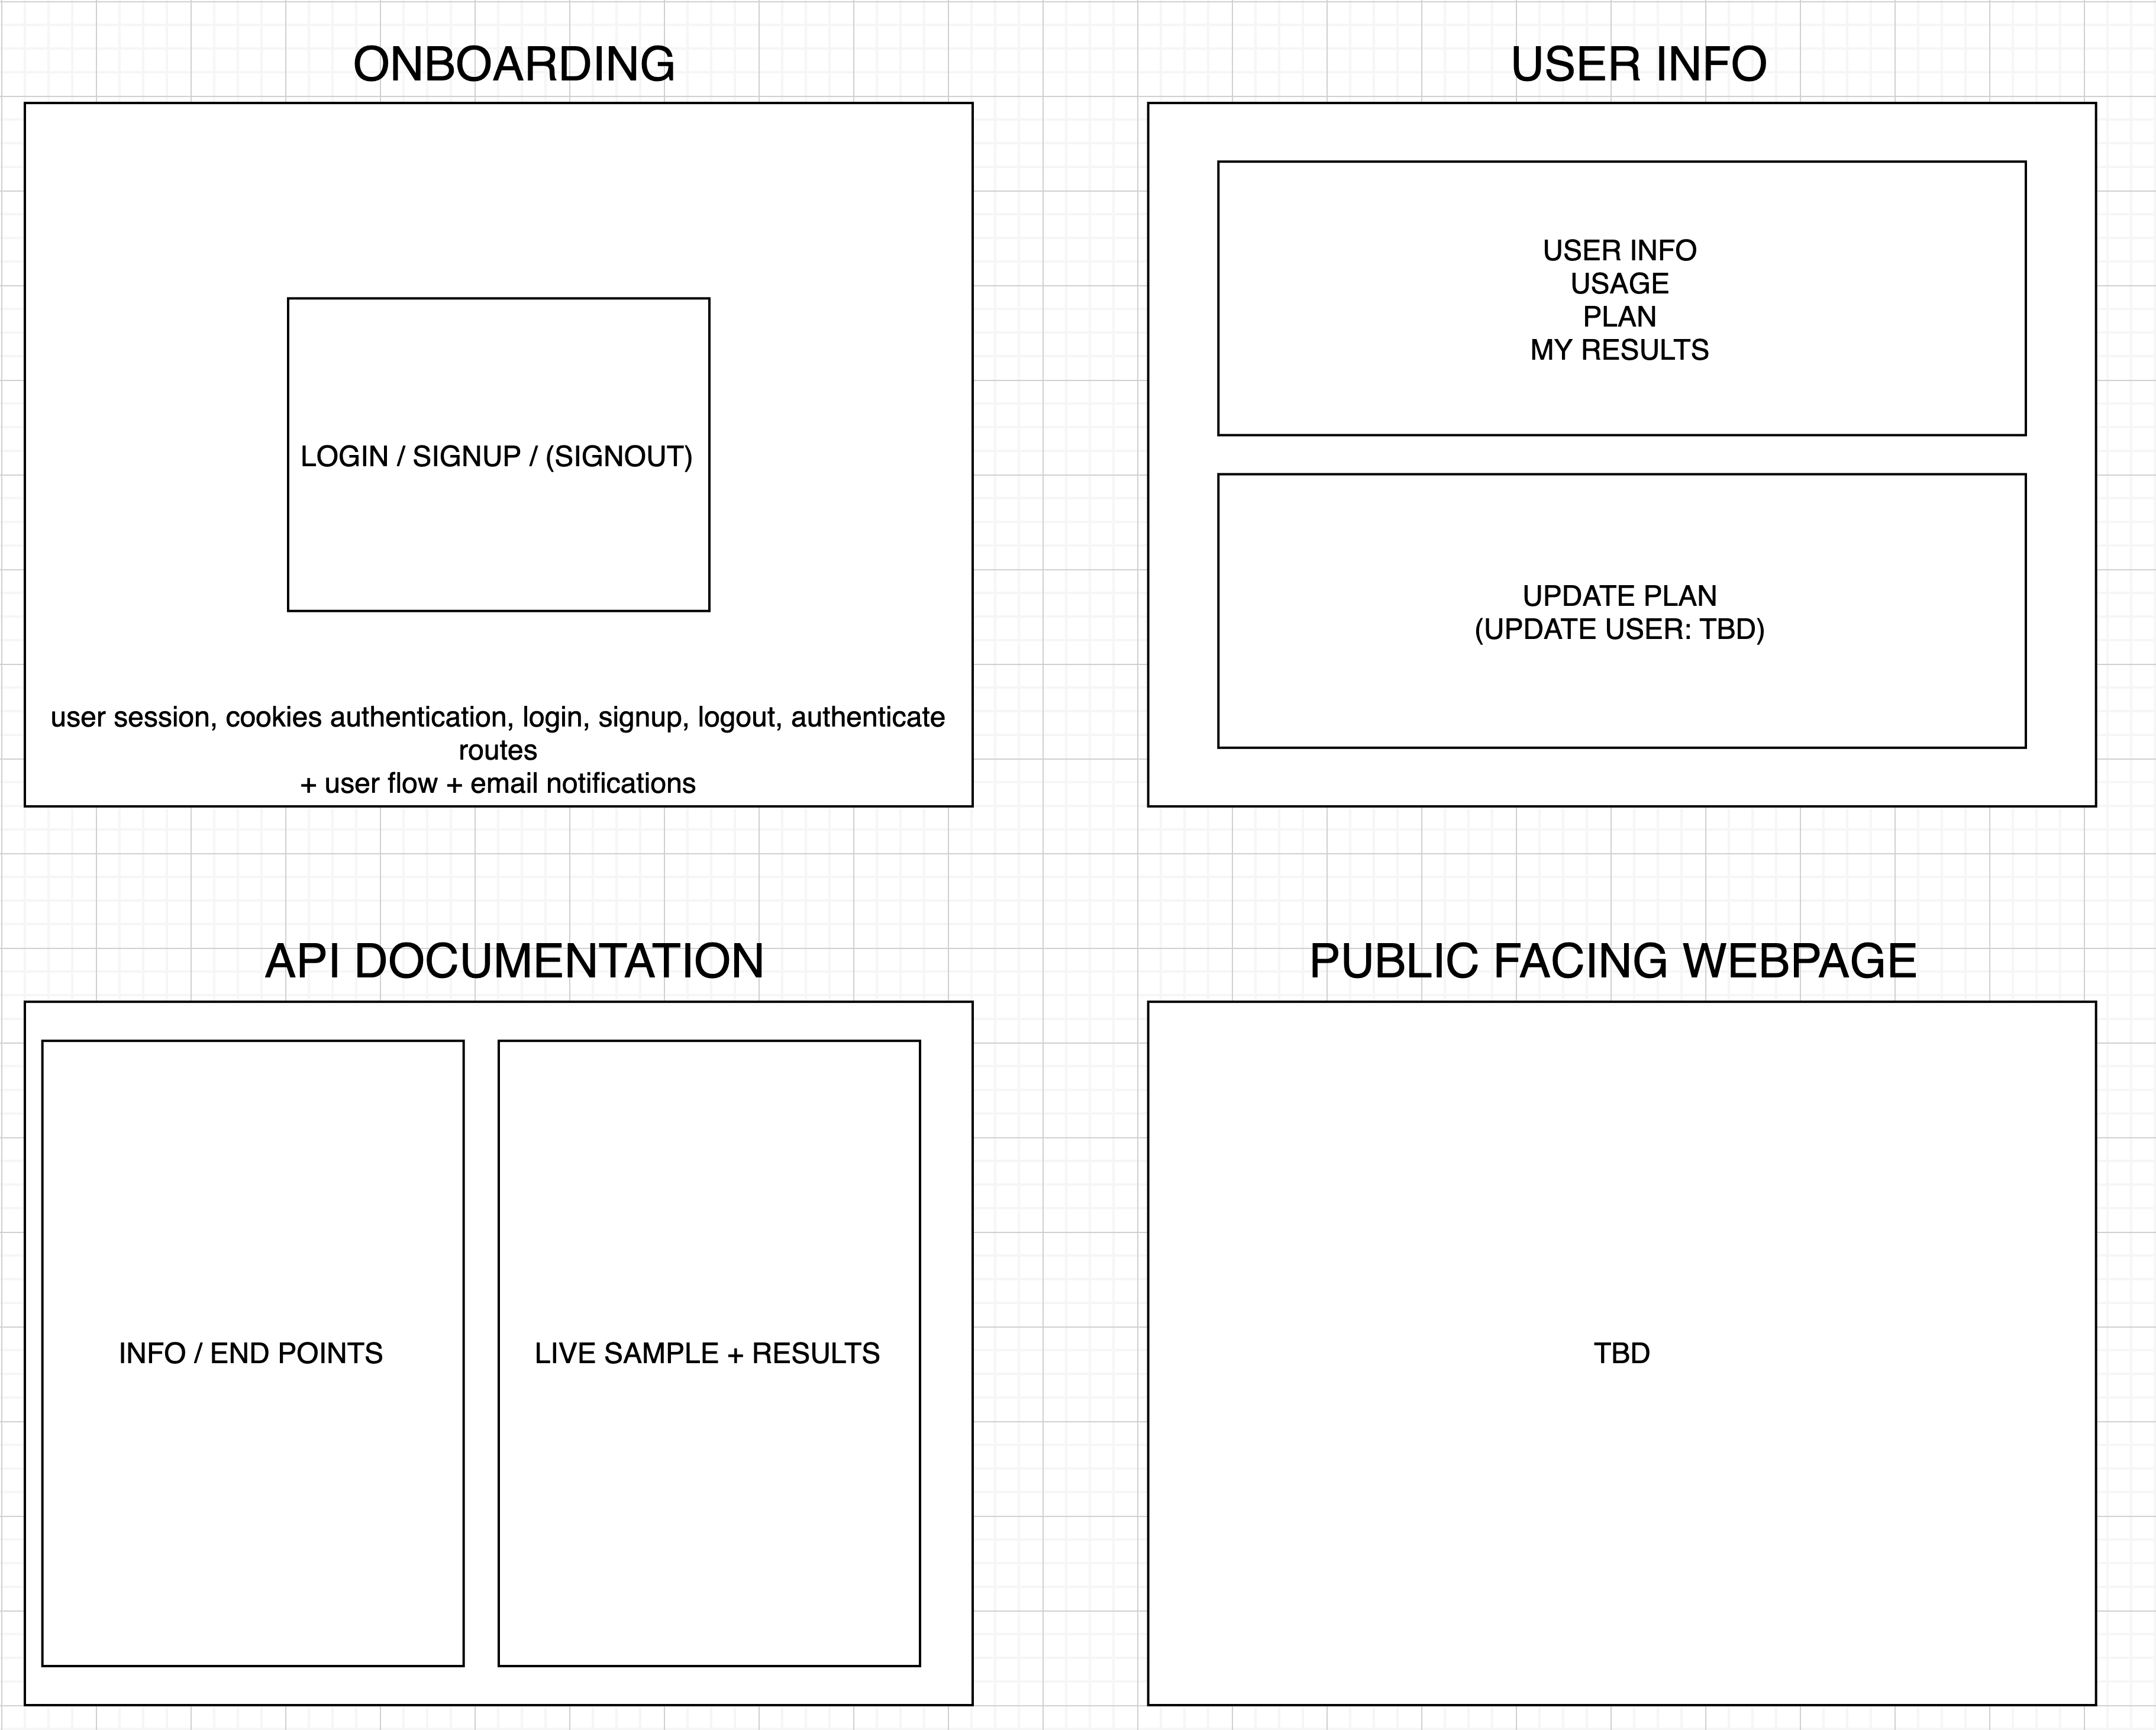 ONBOARDING
LOGIN / SIGNUP / (SIGNOUT)
user session, cookies authentication, login, signup, logout, authenticate
routes
+ user flow + email notifications
USER INFO
USER INFO
USAGE
PLAN
MY RESULTS
UPDATE PLAN
(UPDATE USER: TBD)
API DOCUMENTATION
INFO / END POINTS
LIVE SAMPLE + RESULTS
PUBLIC FACING WEBPAGE
TBD